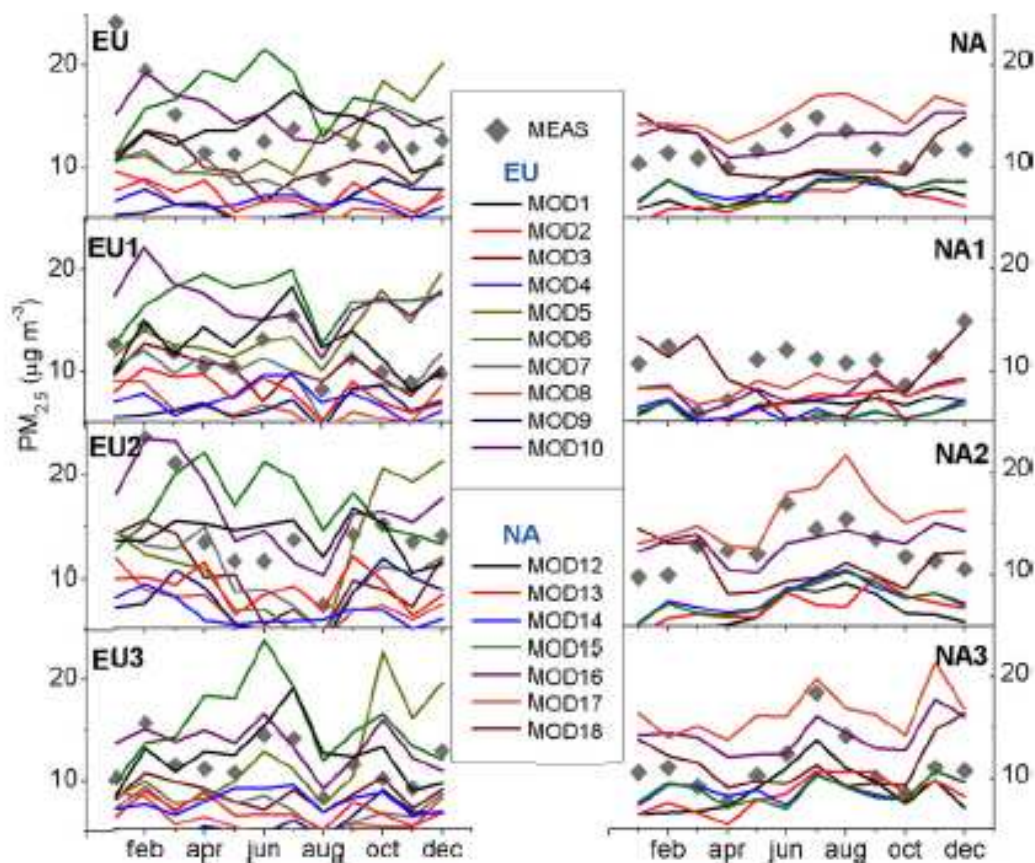 EU
20
10
NA
20
10
EU1
20
10
NA1
20
10
PM2.5 (µg m-3)
EU2
20
10
NA2
20
10
EU3
20
10
NA3
20
10
feb apr jun aug oct dec
feb apr jun aug oct dec
MEAS
EU
MOD1
MOD2
MOD3
MOD4
MOD5
MOD6
MOD7
MOD8
MOD9
MOD10
NA
MOD12
MOD13
MOD14
MOD15
MOD16
MOD17
MOD18